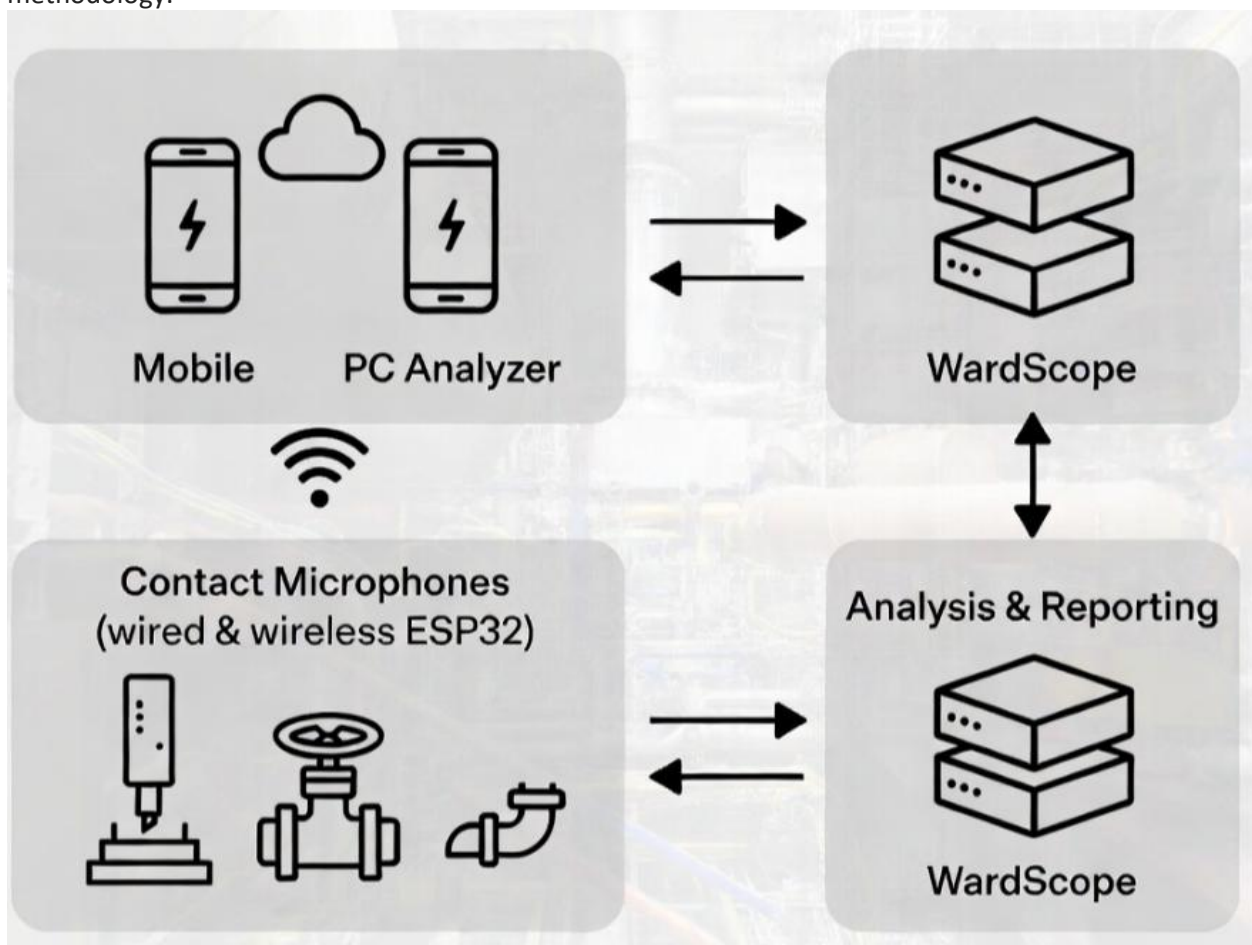 methodology.
Mobile
PC Analyzer
WardScope
Contact Microphones
(wired & wireless ESP32)
Analysis & Reporting
WardScope